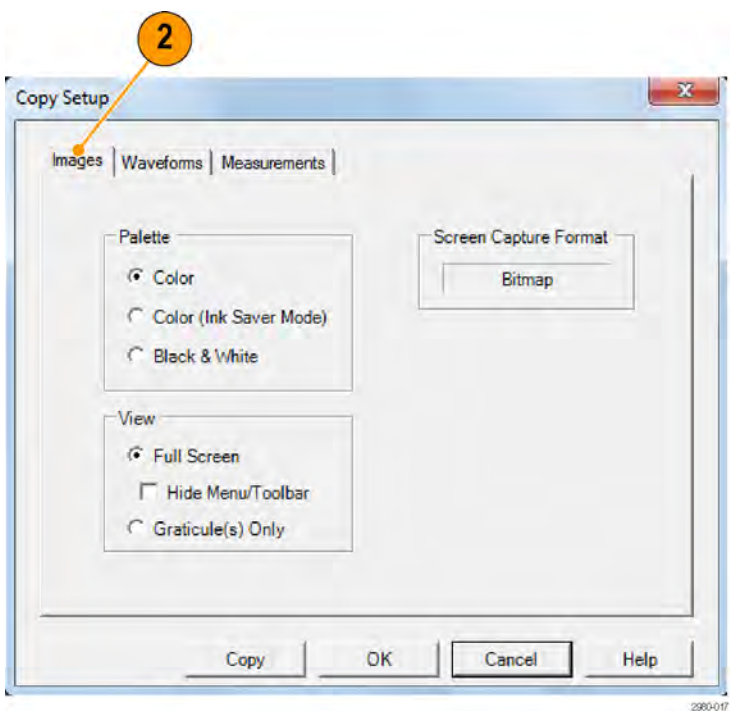 2
Copy Setup
Images Waveforms Measurements
Palette
Color
Color (Ink Saver Mode)
Black & White
Screen Capture Format
Bitmap
View
Full Screen
Hide Menu/Toolbar
Graticule(s) Only
Copy OK Cancel Help
2980-017